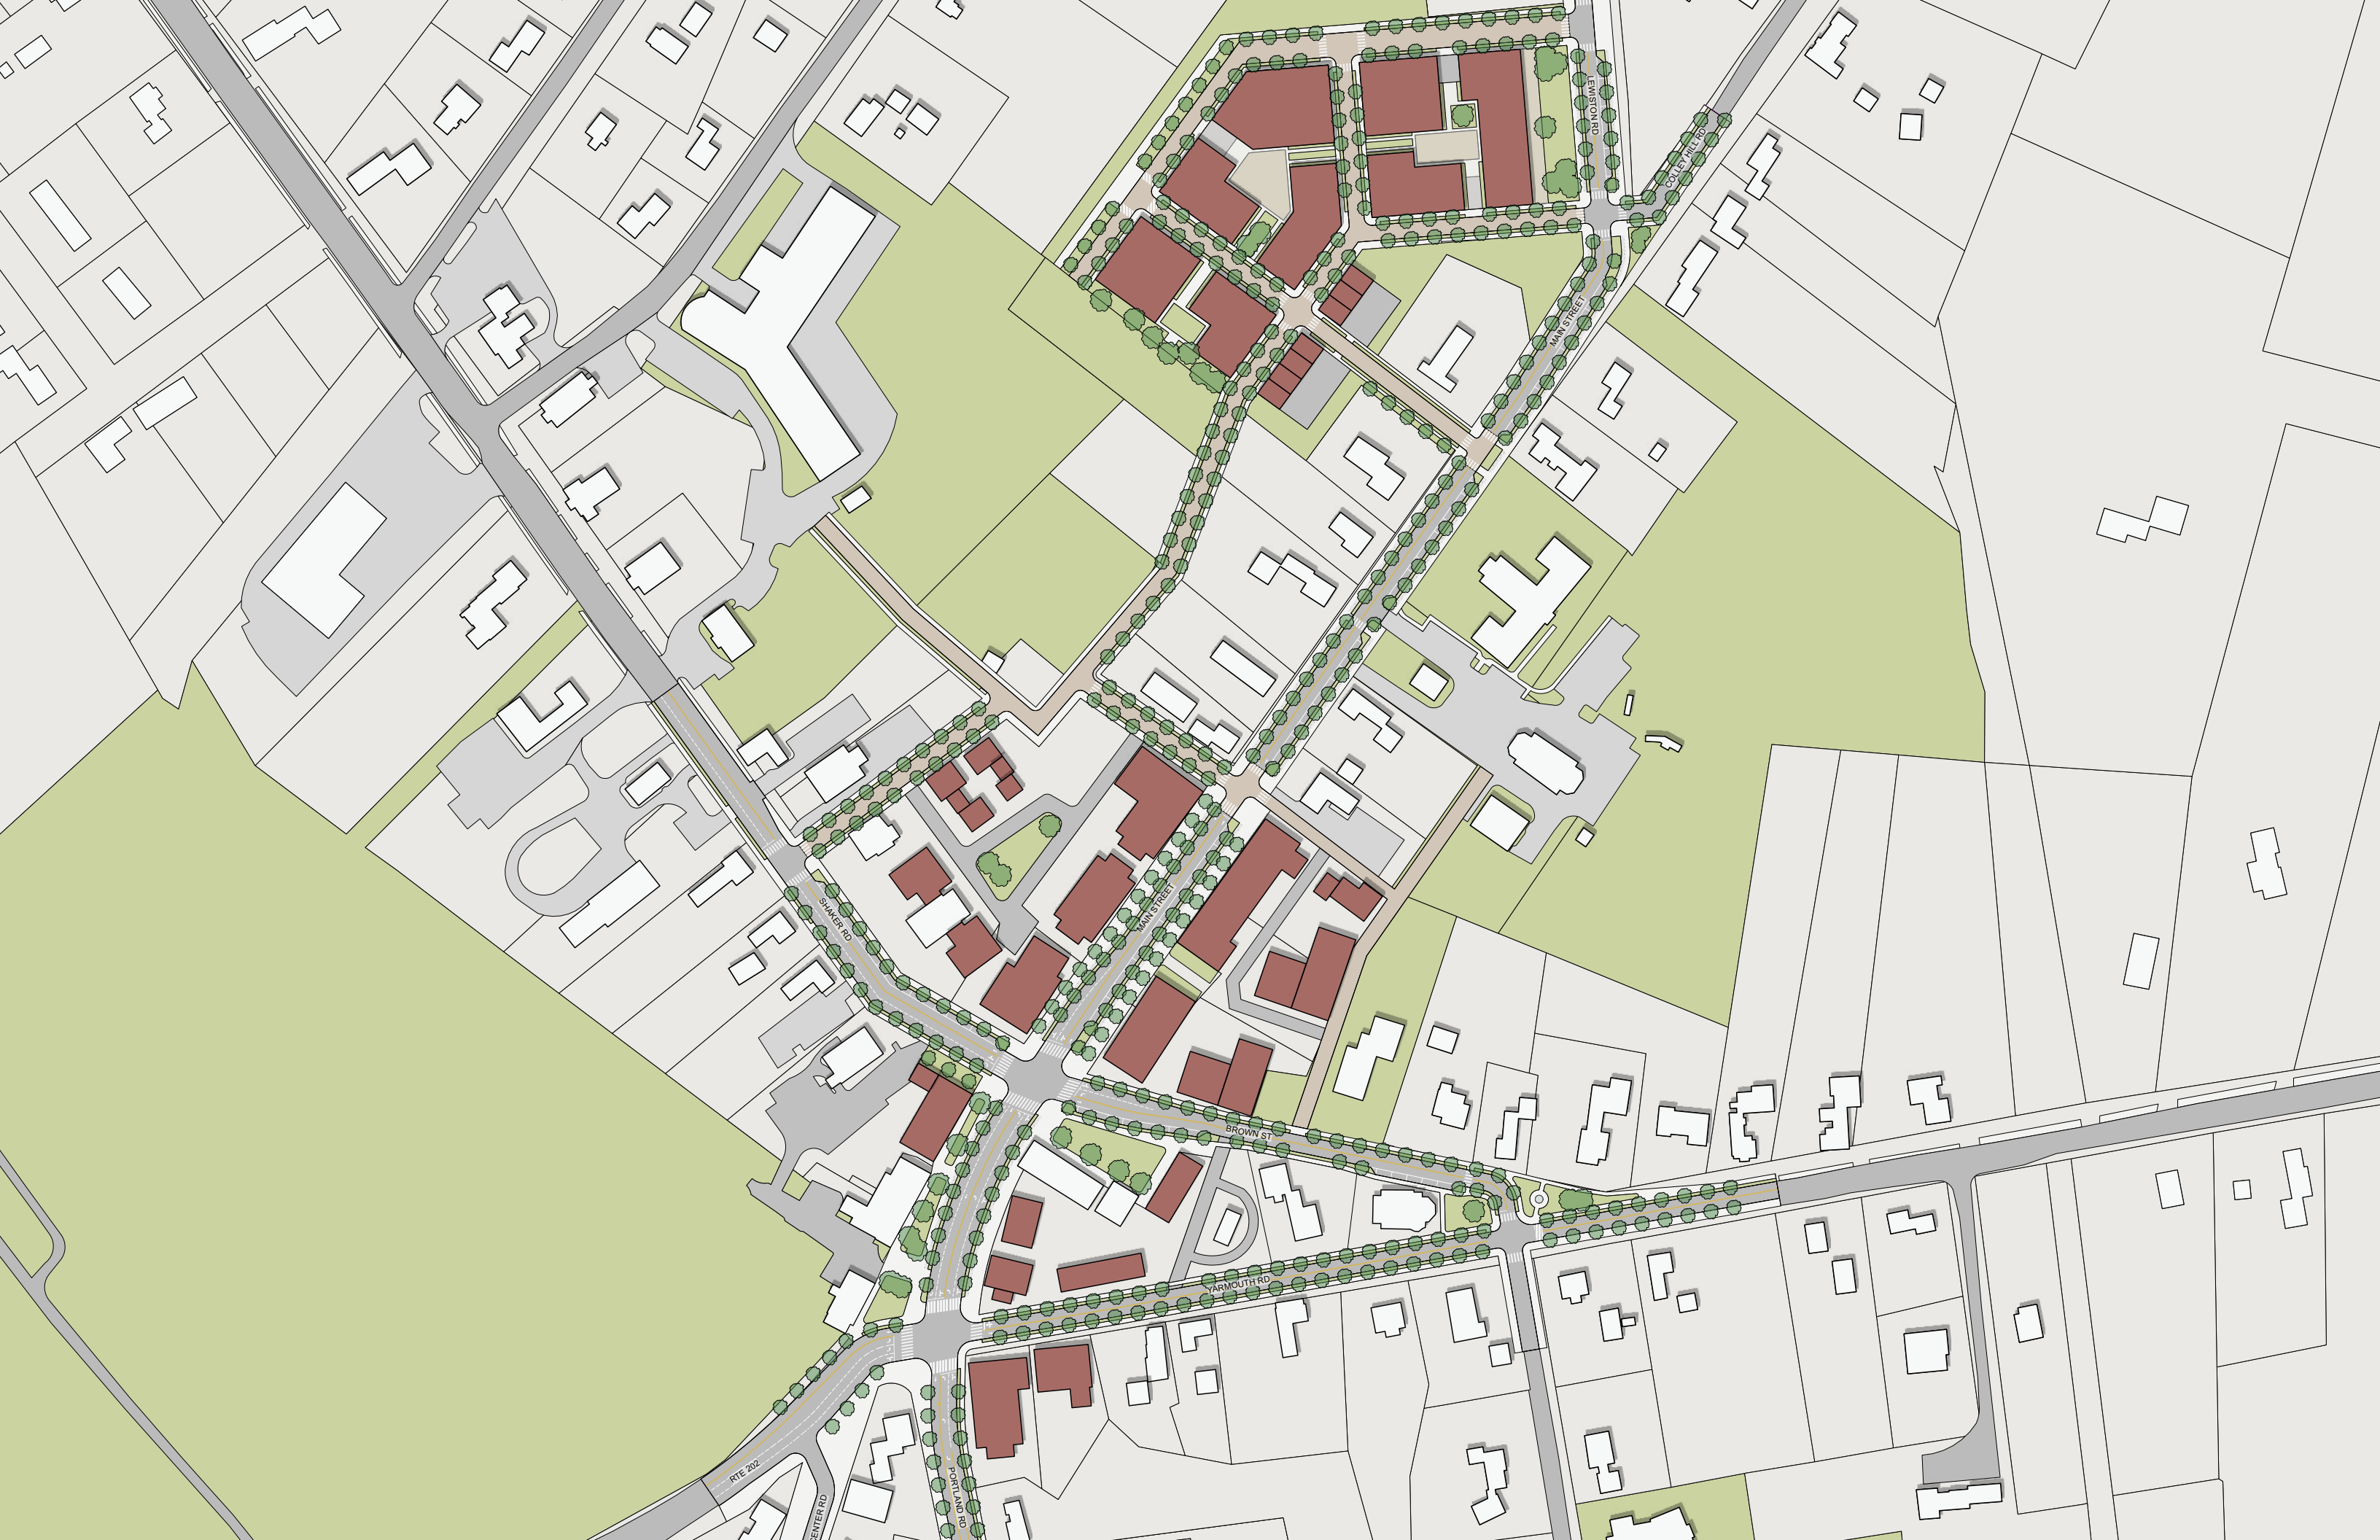 LEWISTON RD
COLLEY HILL RD
MAIN STREET
MAIN STREET
SHAKER RD
BROWN ST
YARMOUTH RD
RTE 202
PORTLAND RD
ENTER RD